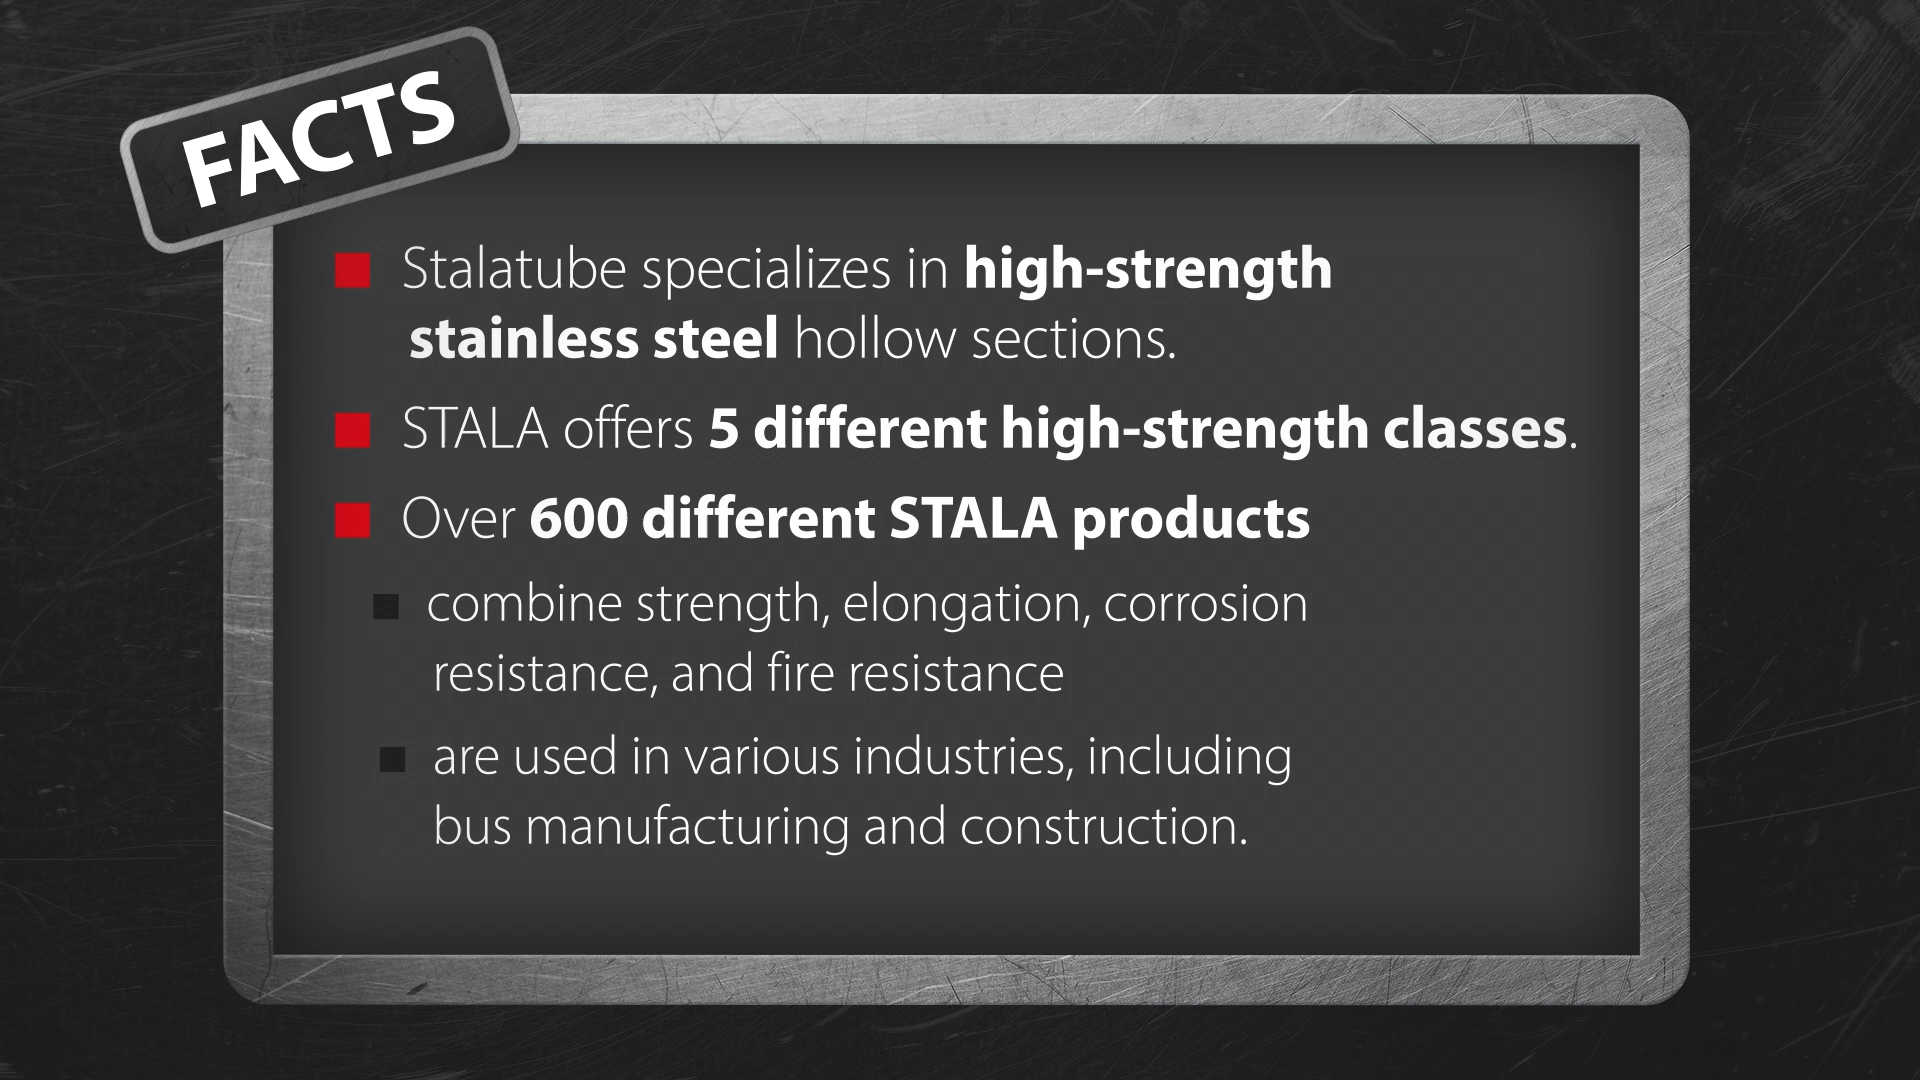 FACTS
Stalatube specializes in high-strength
stainless steel hollow sections.
STALA offers 5 different high-strength classes.
Over 600 different STALA products
combine strength, elongation, corrosion
resistance, and fire resistance
are used in various industries, including
bus manufacturing and construction.